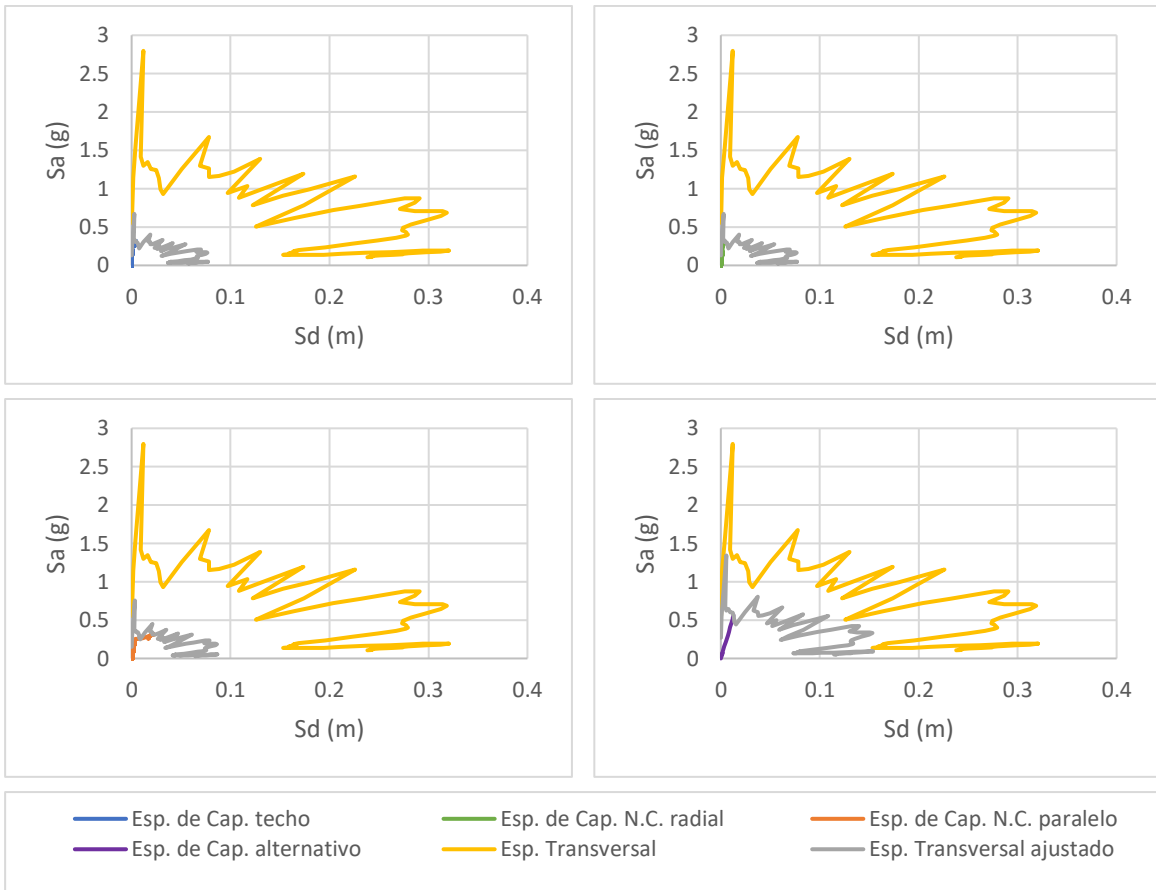 3
2.5
2
1.5
1
0.5
0
Sa (g)
0 0.1 0.2 0.3 0.4
Sd (m)
3
2.5
2
1.5
1
0.5
0
Sa (g)
0 0.1 0.2 0.3 0.4
Sd (m)
3
2.5
2
1.5
1
0.5
0
Sa (g)
0 0.1 0.2 0.3 0.4
Sd (m)
3
2.5
2
1.5
1
0.5
0
Sa (g)
0 0.1 0.2 0.3 0.4
Sd (m)
Esp. de Cap. techo Esp. de Cap. N.C. radial Esp. de Cap. N.C. paralelo
Esp. de Cap. alternativo Esp. Transversal Esp. Transversal ajustado